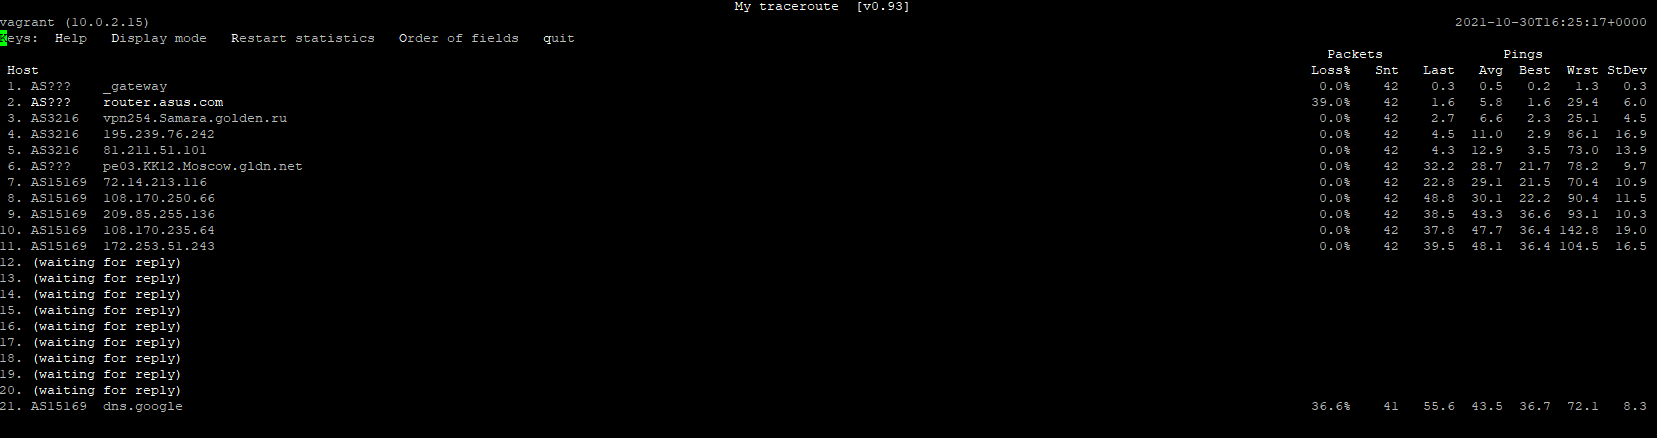 My traceroute  [v0.93]
vagrant (10.0.2.15) 2021-10-30T16:25:17+0000
Keys:  Help   Display mode   Restart statistics   Order of fields   quit
Packets Pings
Host Loss% Snt Last Avg Best Wrst StDev
1. AS??? _gateway 0.0% 42 0.3 0.5 0.2 1.3 0.3
2. AS??? router.asus.com 39.0% 42 1.6 5.8 1.6 29.4 6.0
3. AS3216 vpn254.Samara.golden.ru 0.0% 42 2.7 6.6 2.3 25.1 4.5
4. AS3216 195.239.76.242 0.0% 42 4.5 11.0 2.9 86.1 16.9
5. AS3216 81.211.51.101 0.0% 42 4.3 12.9 3.5 73.0 13.9
6. AS??? pe03.KK12.Moscow.gldn.net 0.0% 42 32.2 28.7 21.7 78.2 9.7
7. AS15169 72.14.213.116 0.0% 42 22.8 29.1 21.5 70.4 10.9
8. AS15169 108.170.250.66 0.0% 42 48.8 30.1 22.2 90.4 11.5
9. AS15169 209.85.255.136 0.0% 42 38.5 43.3 36.6 93.1 10.3
10. AS15169 108.170.235.64 0.0% 42 37.8 47.7 36.4 142.8 19.0
11. AS15169 172.253.51.243 0.0% 42 39.5 48.1 36.4 104.5 16.5
12. (waiting for reply)
13. (waiting for reply)
14. (waiting for reply)
15. (waiting for reply)
16. (waiting for reply)
17. (waiting for reply)
18. (waiting for reply)
19. (waiting for reply)
20. (waiting for reply)
21. AS15169 dns.google 36.6% 41 55.6 43.5 36.7 72.1 8.3